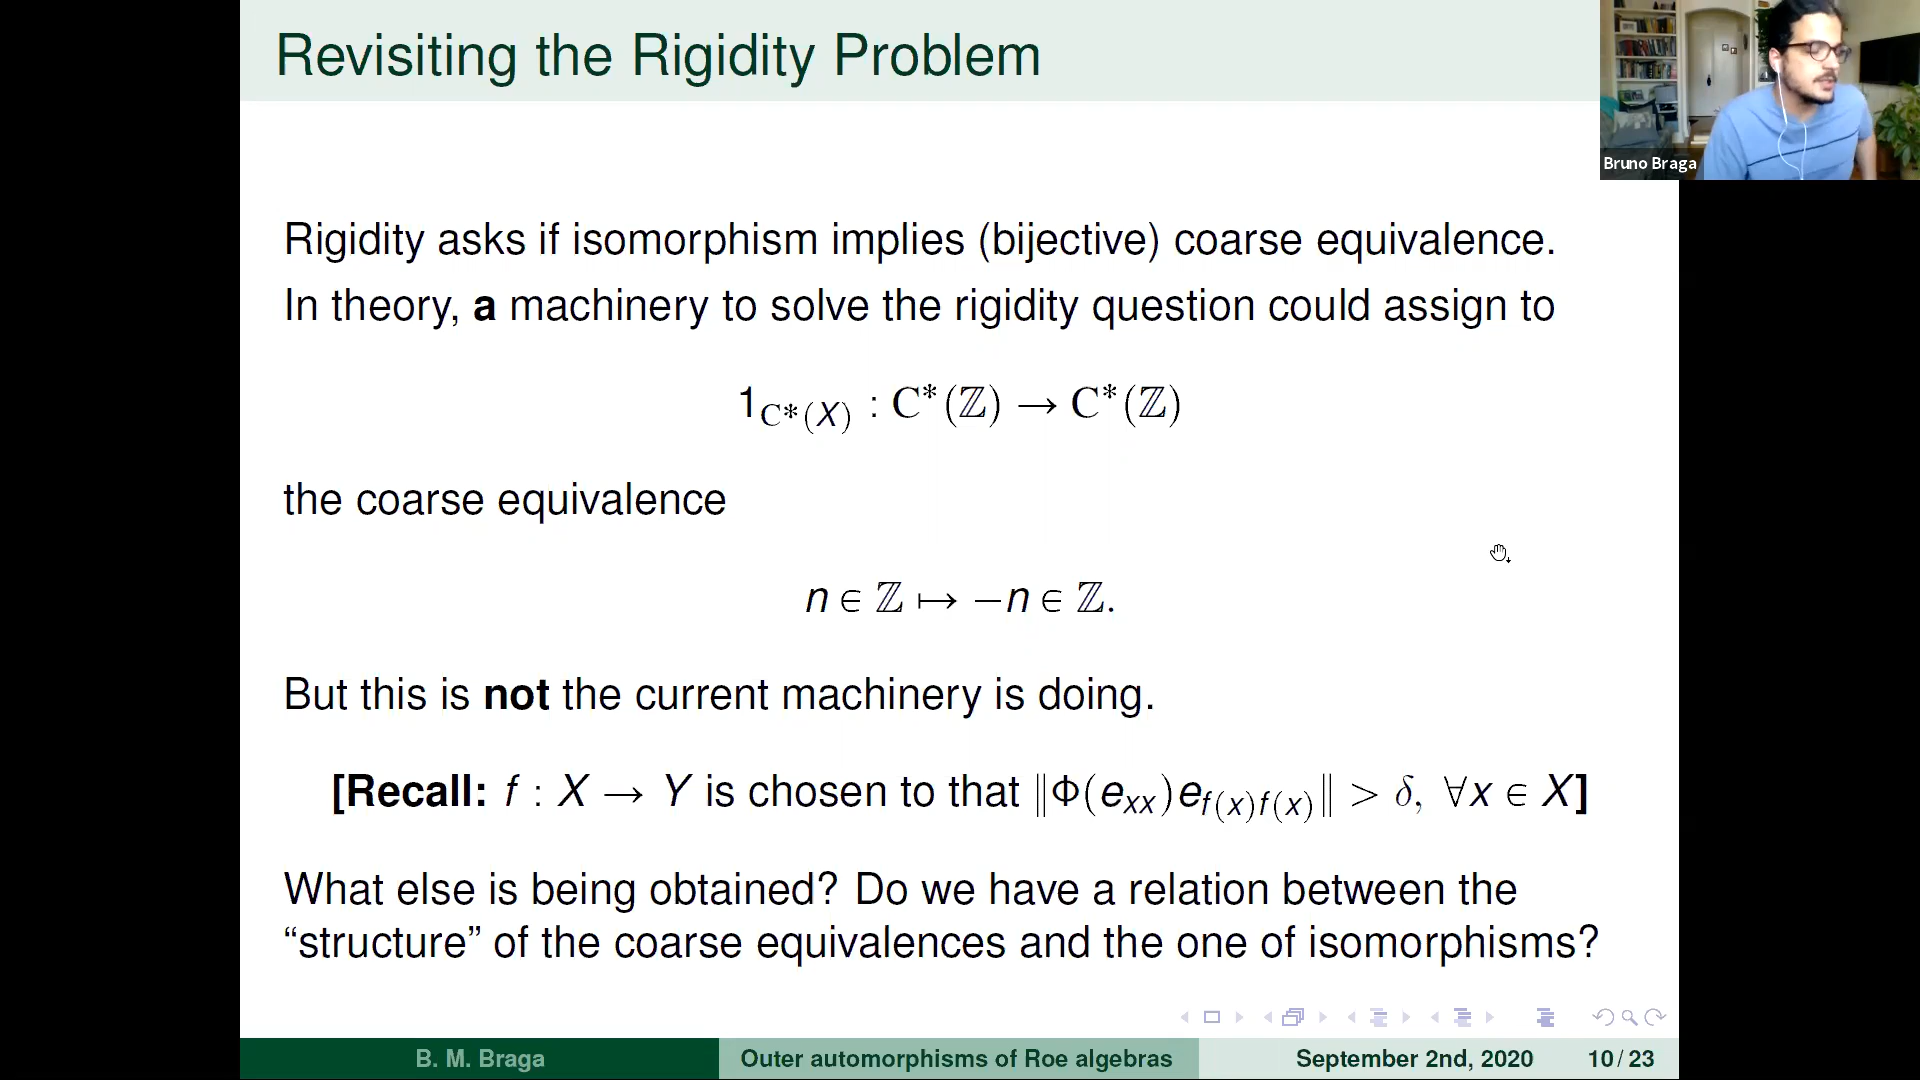 Revisiting the Rigidity Problem
Bruno Braga
Rigidity asks if isomorphism implies (bijective) coarse equivalence.
In theory, a machinery to solve the rigidity question could assign to
1_{C*(X)} : C*(ℤ) → C*(ℤ)
the coarse equivalence
n ∈ ℤ ↦ −n ∈ ℤ.
But this is not the current machinery is doing.
[Recall: f : X → Y is chosen to that ‖Φ(e_{xx})e_{f(x)f(x)}‖ > δ, ∀x ∈ X]
What else is being obtained? Do we have a relation between the
“structure” of the coarse equivalences and the one of isomorphisms?
B. M. Braga
Outer automorphisms of Roe algebras
September 2nd, 2020
10 / 23